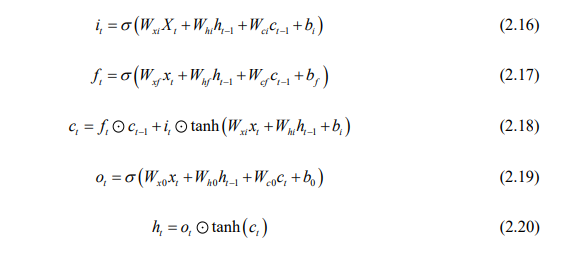 i_t = σ(W_{xi}X_t + W_{hi}h_{t−1} + W_{ci}c_{t−1} + b_i) (2.16)
f_t = σ(W_{xf}x_t + W_{hf}h_{t−1} + W_{cf}c_{t−1} + b_f) (2.17)
c_t = f_t ⊙ c_{t−1} + i_t ⊙ tanh(W_{xi}x_t + W_{hi}h_{t−1} + b_i) (2.18)
o_t = σ(W_{x0}x_t + W_{h0}h_{t−1} + W_{c0}c_t + b_0) (2.19)
h_t = o_t ⊙ tanh(c_t) (2.20)